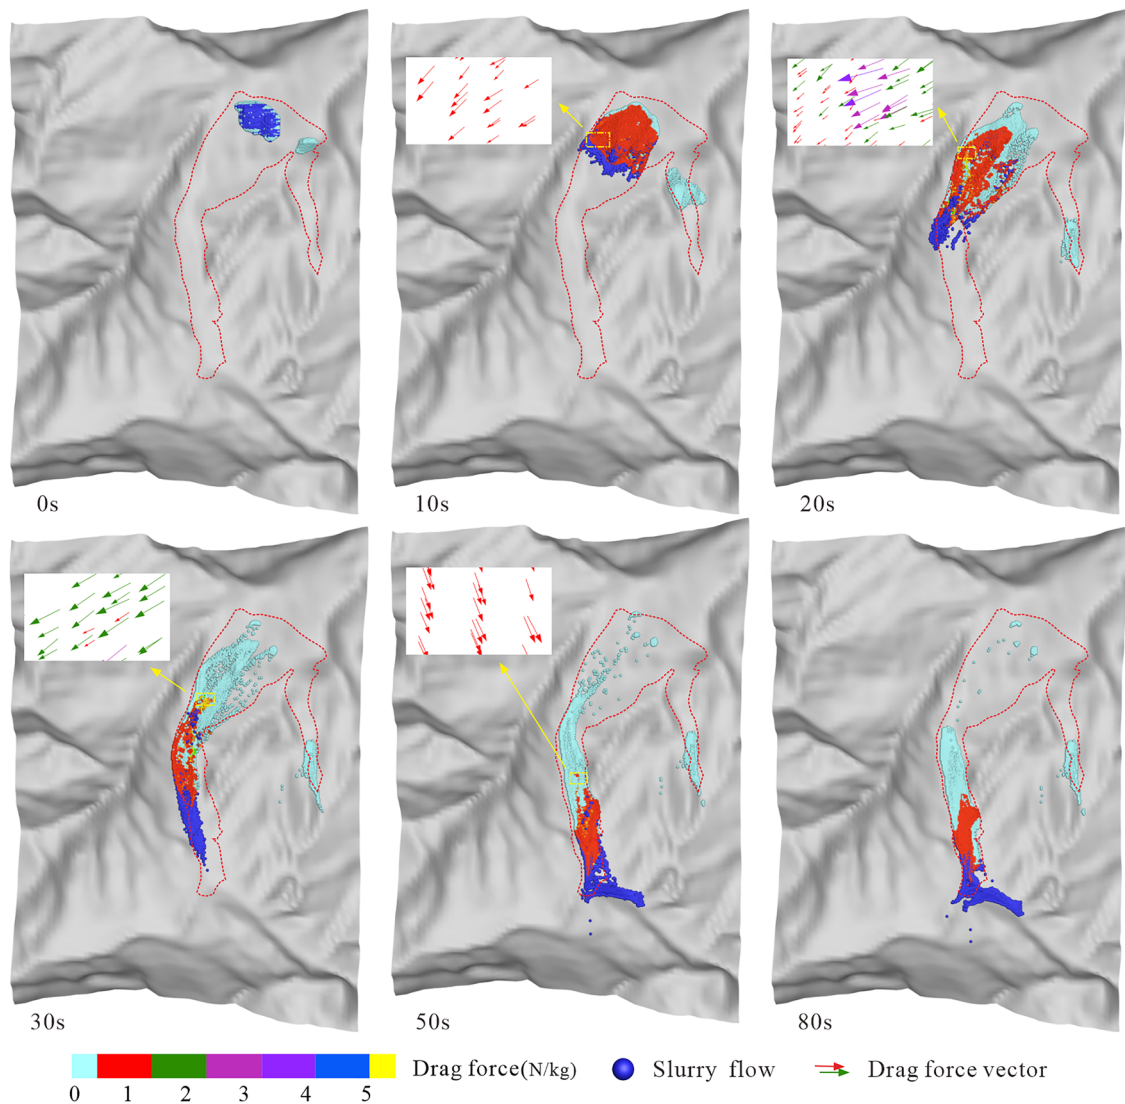 0s
10s
20s
30s
50s
80s
Drag force(N/kg)
Slurry flow
Drag force vector
0 1 2 3 4 5